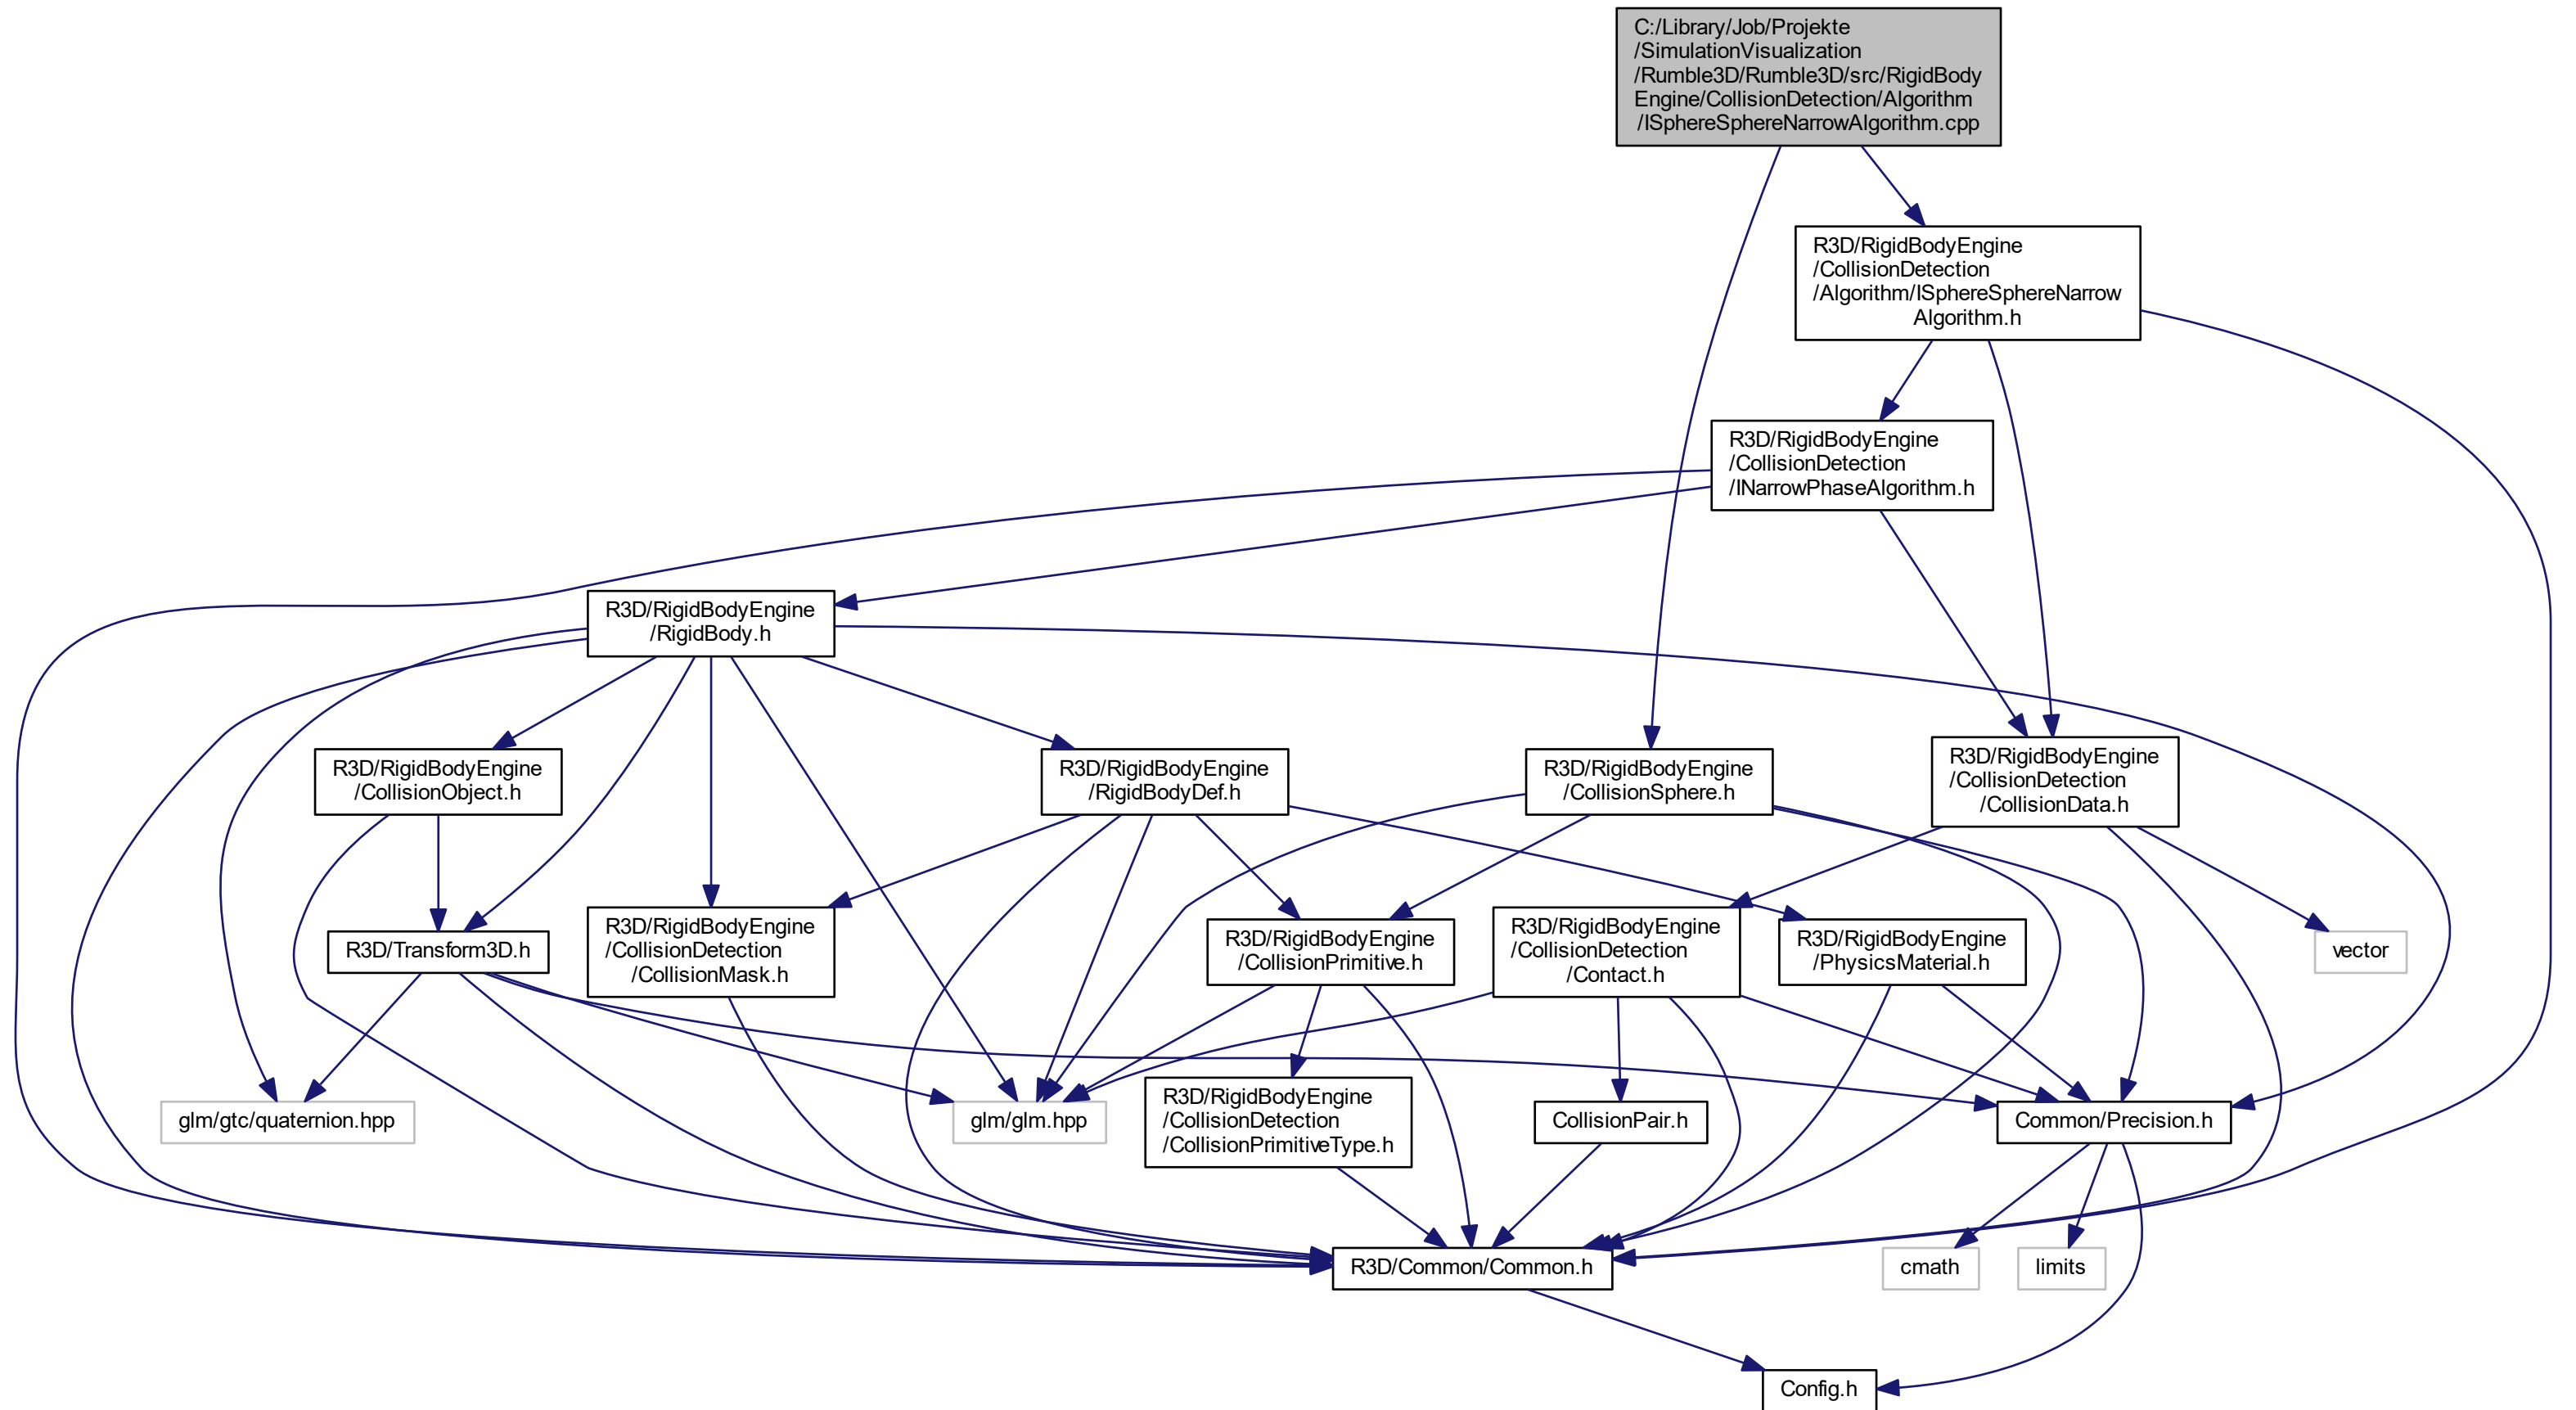 C:/Library/Job/Projekte
/SimulationVisualization
/Rumble3D/Rumble3D/src/RigidBody
Engine/CollisionDetection/Algorithm
/ISphereSphereNarrowAlgorithm.cpp
R3D/RigidBodyEngine
/CollisionDetection
/Algorithm/ISphereSphereNarrow
Algorithm.h
R3D/RigidBodyEngine
/CollisionDetection
/INarrowPhaseAlgorithm.h
R3D/RigidBodyEngine
/RigidBody.h
R3D/RigidBodyEngine
/CollisionObject.h
R3D/RigidBodyEngine
/RigidBodyDef.h
R3D/RigidBodyEngine
/CollisionSphere.h
R3D/RigidBodyEngine
/CollisionDetection
/CollisionData.h
R3D/Transform3D.h
R3D/RigidBodyEngine
/CollisionDetection
/CollisionMask.h
R3D/RigidBodyEngine
/CollisionPrimitive.h
R3D/RigidBodyEngine
/CollisionDetection
/Contact.h
R3D/RigidBodyEngine
/PhysicsMaterial.h
vector
glm/gtc/quaternion.hpp
glm/glm.hpp
R3D/RigidBodyEngine
/CollisionDetection
/CollisionPrimitiveType.h
CollisionPair.h
Common/Precision.h
R3D/Common/Common.h
cmath
limits
Config.h